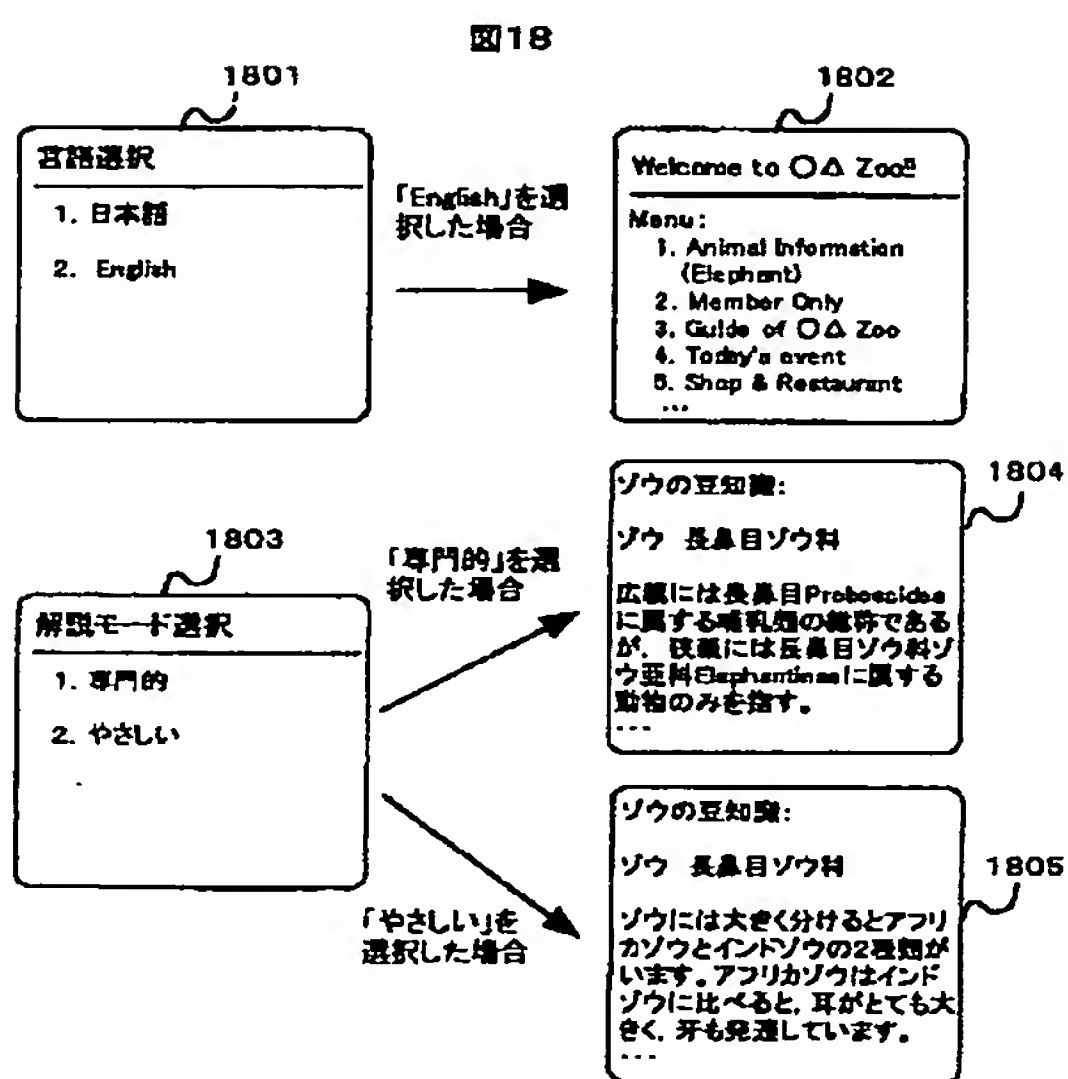 図18
1801
言語選択
1. 日本語
2. English
「English」を選
択した場合
1802
Welcome to ○△ Zoo!!
Menu:
1. Animal Information
(Elephant)
2. Member Only
3. Guide of ○△ Zoo
4. Today's event
5. Shop & Restaurant
...
1803
解説モード選択
1. 専門的
2. やさしい
「専門的」を選
択した場合
1804
ゾウの豆知識:
ゾウ 長鼻目ゾウ科
広義には長鼻目Proboscidea
に属する哺乳類の総称である
が、狭義には長鼻目ゾウ科ゾ
ウ亜科Elephantinaeに属する
動物のみを指す。
...
「やさしい」を
選択した場合
1805
ゾウの豆知識:
ゾウ 長鼻目ゾウ科
ゾウには大きく分けるとアフリ
カゾウとインドゾウの2種類が
います。アフリカゾウはインド
ゾウに比べると、耳がとても大
きく、牙も発達しています。
...